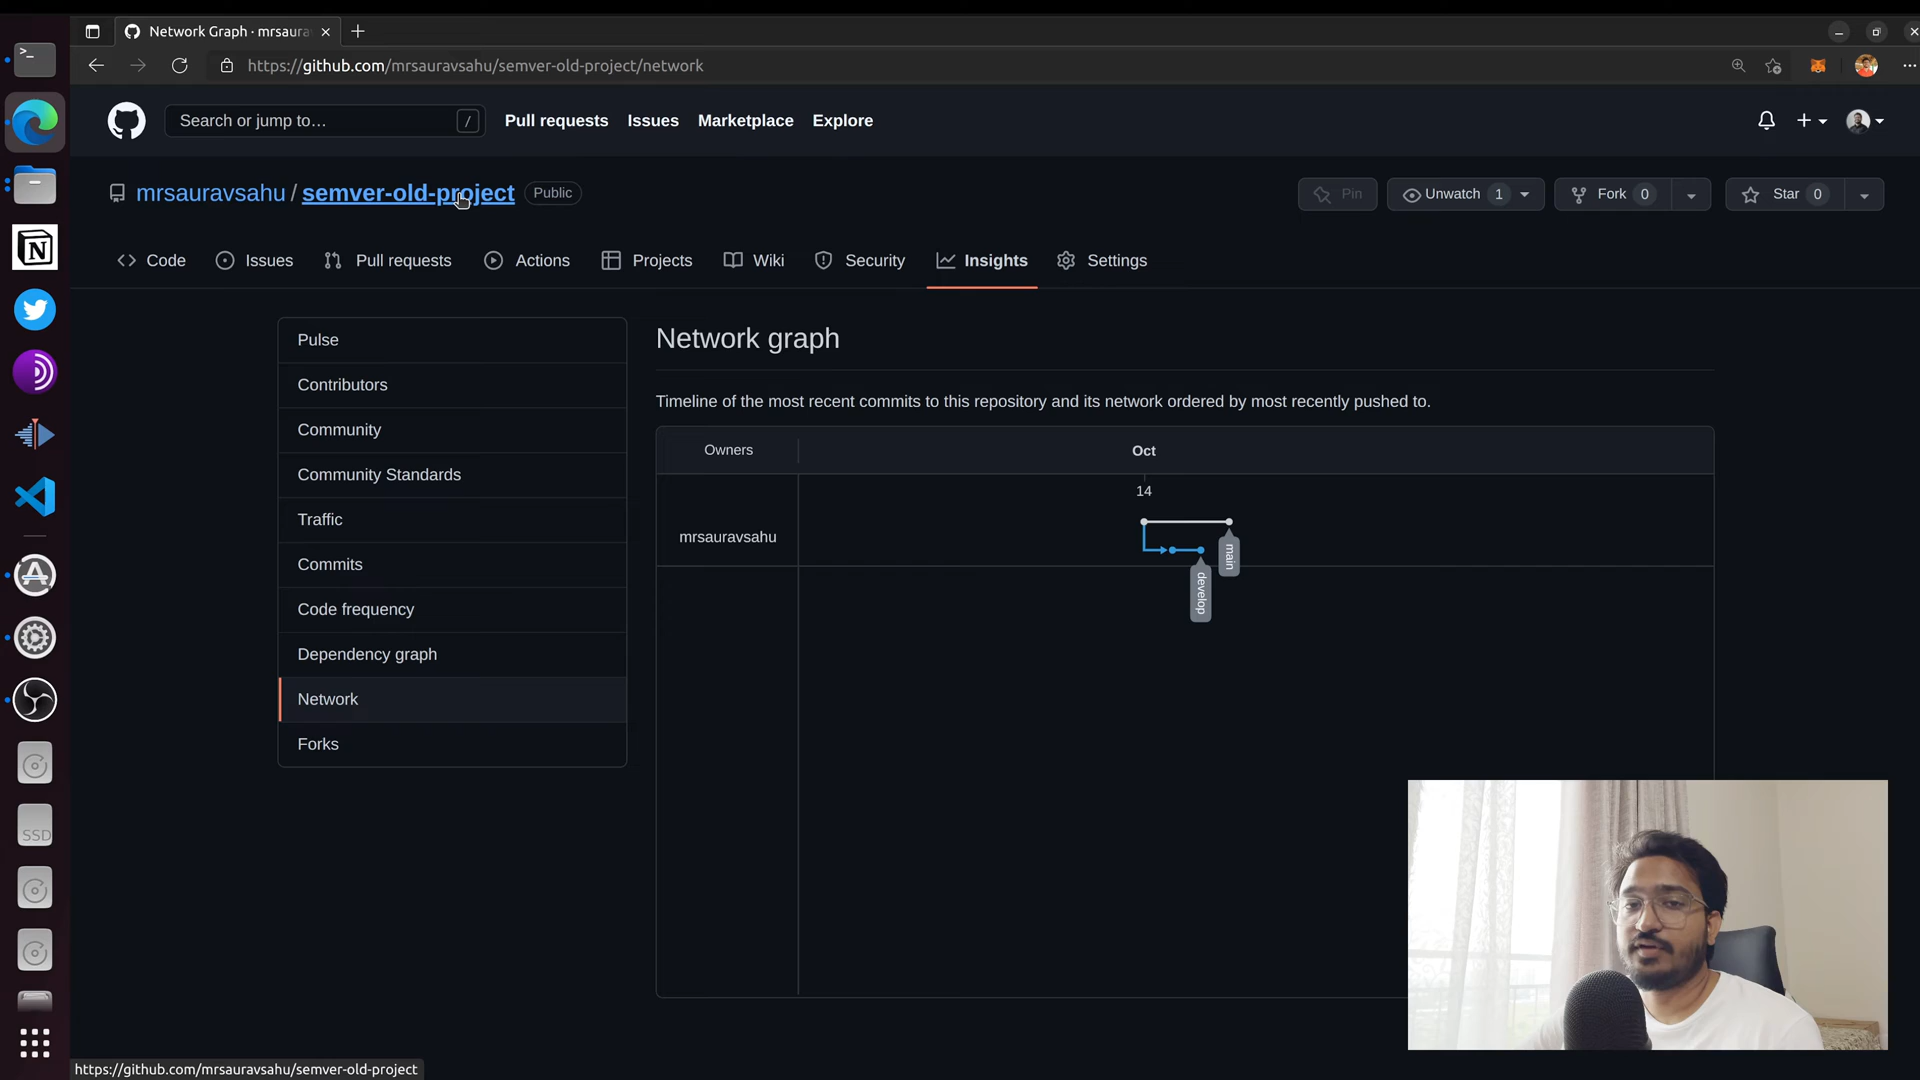 Network Graph · mrsaura
https://github.com/mrsauravsahu/semver-old-project/network
Search or jump to…
/
Pull requests
Issues
Marketplace
Explore
mrsauravsahu / semver-old-project
Public
Pin
Unwatch 1
Fork 0
Star 0
Code
Issues
Pull requests
Actions
Projects
Wiki
Security
Insights
Settings
Pulse
Contributors
Community
Community Standards
Traffic
Commits
Code frequency
Dependency graph
Network
Forks
Network graph
Timeline of the most recent commits to this repository and its network ordered by most recently pushed to.
Owners
Oct
14
mrsauravsahu
main
develop
SSD
https://github.com/mrsauravsahu/semver-old-project